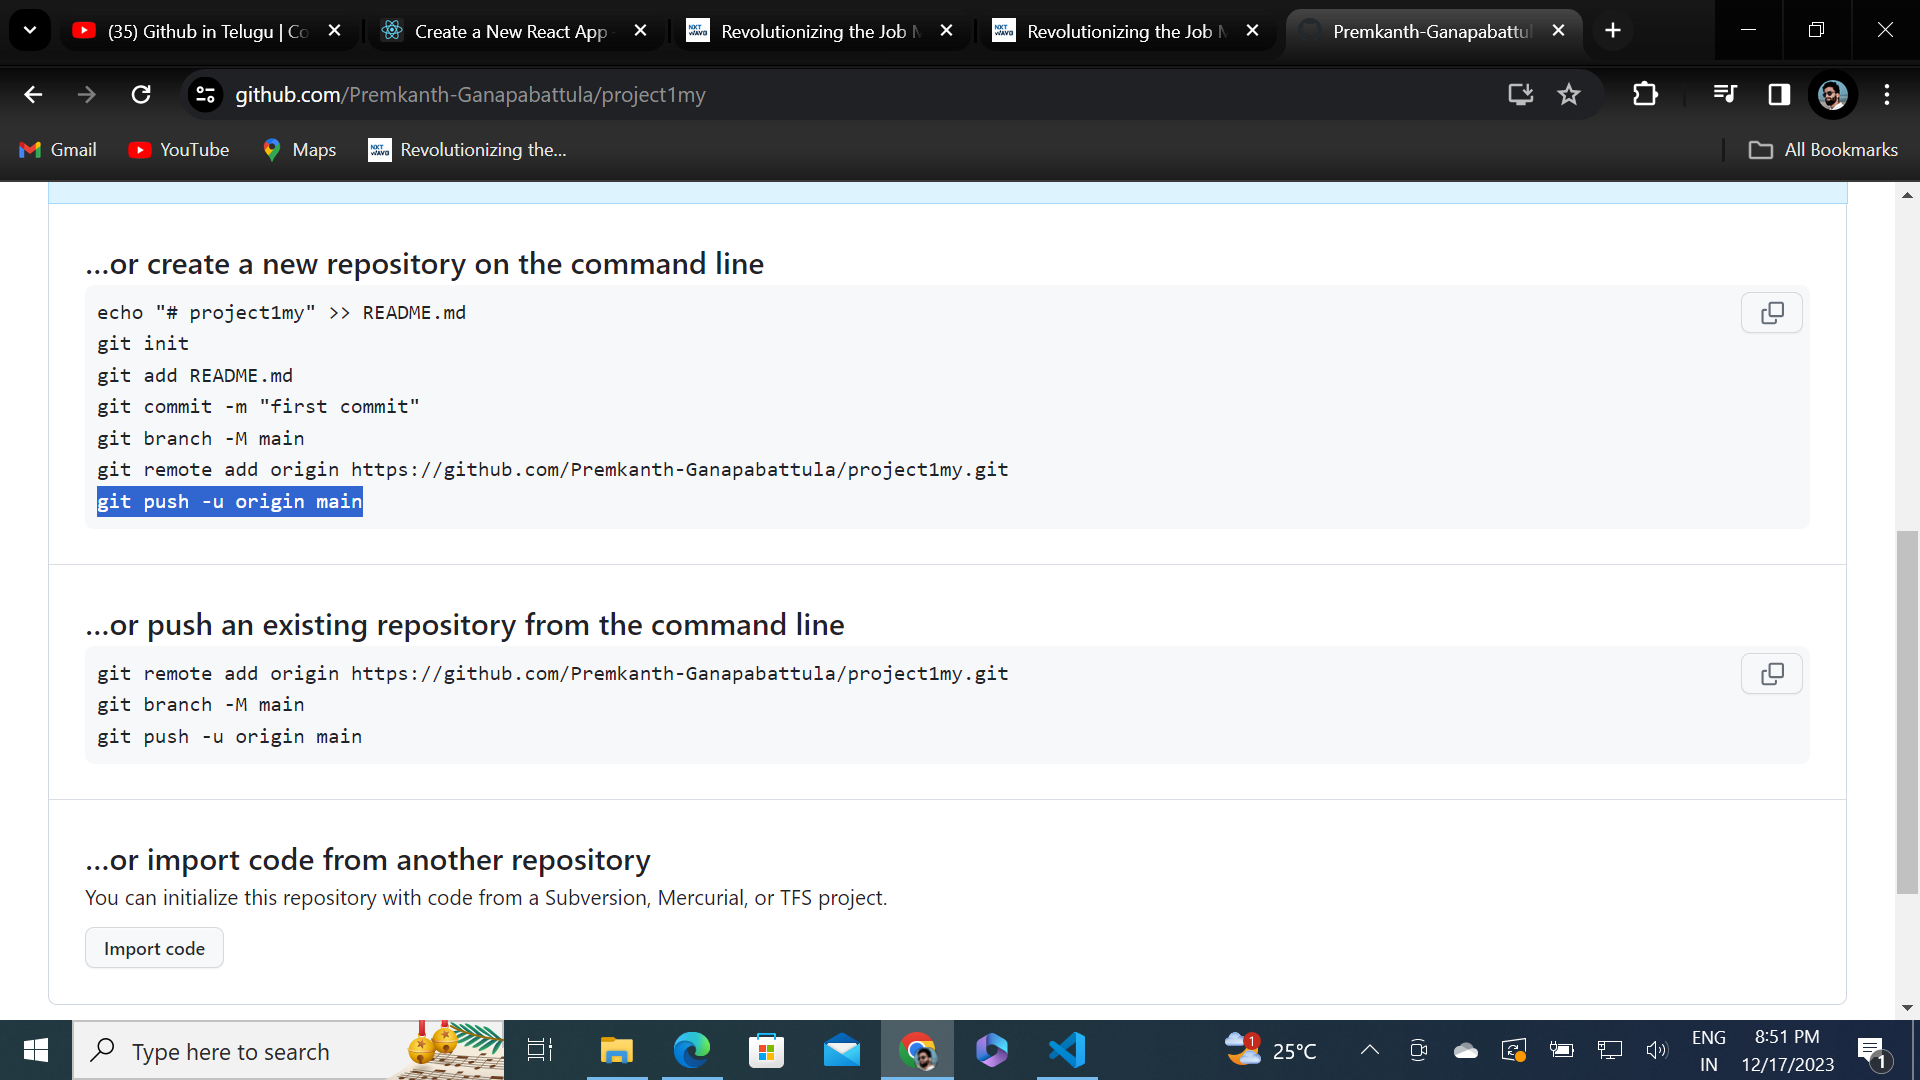 (35) Github in Telugu | Co
Create a New React App
Revolutionizing the Job M
Revolutionizing the Job M
Premkanth-Ganapabattul
github.com/Premkanth-Ganapabattula/project1my
Gmail
YouTube
Maps
Revolutionizing the...
All Bookmarks
...or create a new repository on the command line
echo "# project1my" >> README.md
git init
git add README.md
git commit -m "first commit"
git branch -M main
git remote add origin https://github.com/Premkanth-Ganapabattula/project1my.git
git push -u origin main
...or push an existing repository from the command line
git remote add origin https://github.com/Premkanth-Ganapabattula/project1my.git
git branch -M main
git push -u origin main
...or import code from another repository
You can initialize this repository with code from a Subversion, Mercurial, or TFS project.
Import code
Type here to search
1
25°C
ENG
IN
8:51 PM
12/17/2023
1